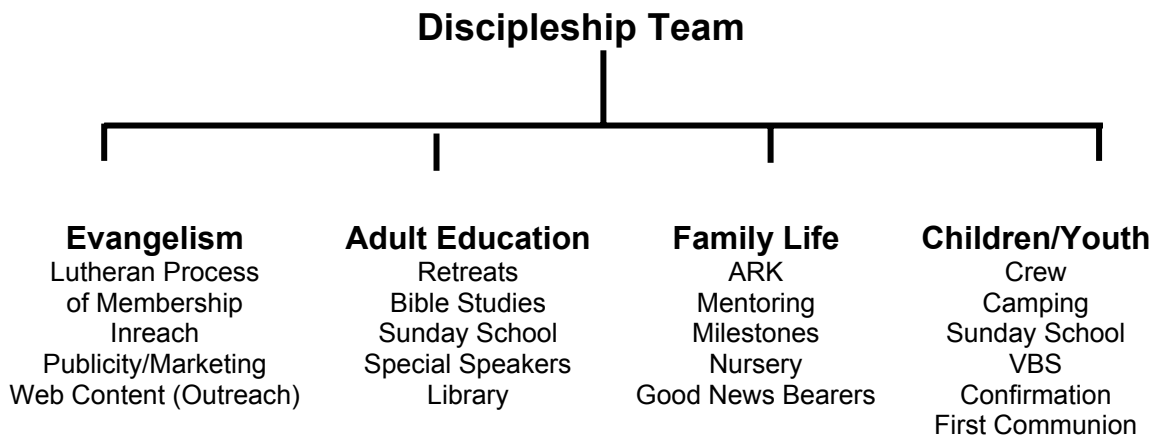 Discipleship Team
Evangelism
Lutheran Process
of Membership
Inreach
Publicity/Marketing
Web Content (Outreach)
Adult Education
Retreats
Bible Studies
Sunday School
Special Speakers
Library
Family Life
ARK
Mentoring
Milestones
Nursery
Good News Bearers
Children/Youth
Crew
Camping
Sunday School
VBS
Confirmation
First Communion